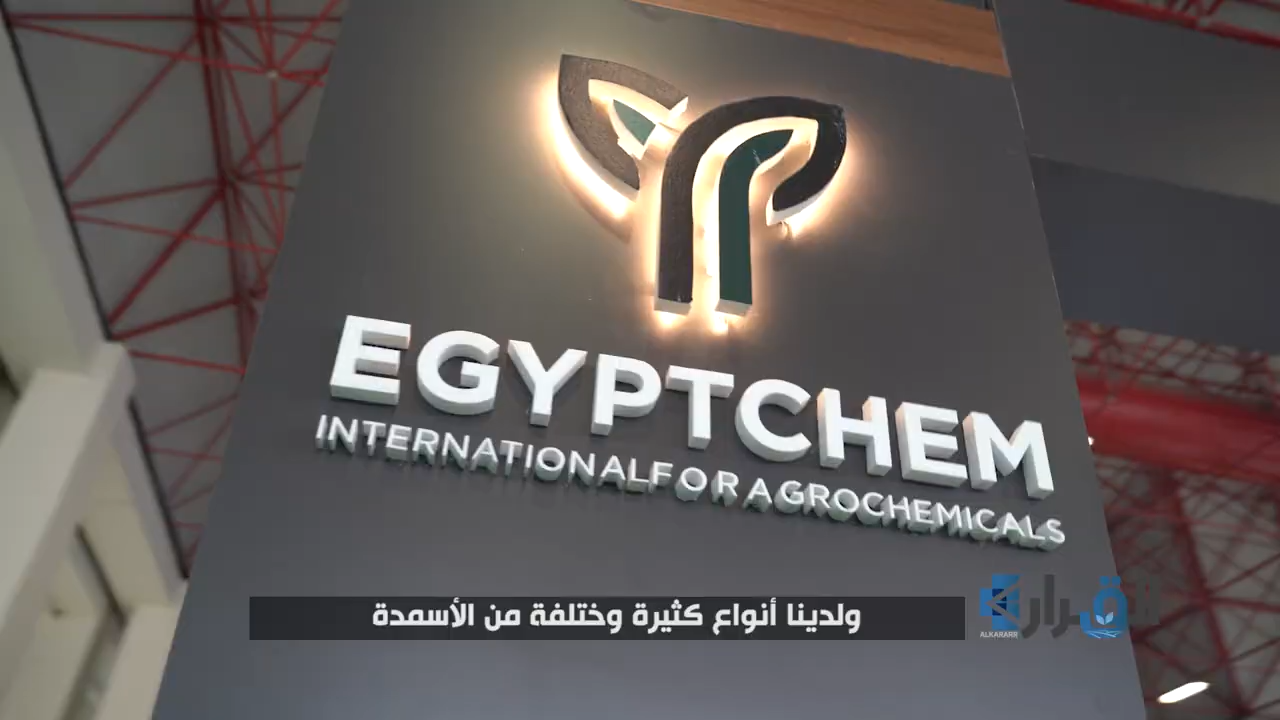 EGYPTCHEM
INTERNATIONAL FOR AGROCHEMICALS
ولدينا أنواع كثيرة وختلفة من الأسمدة
القرار
ALKARARR